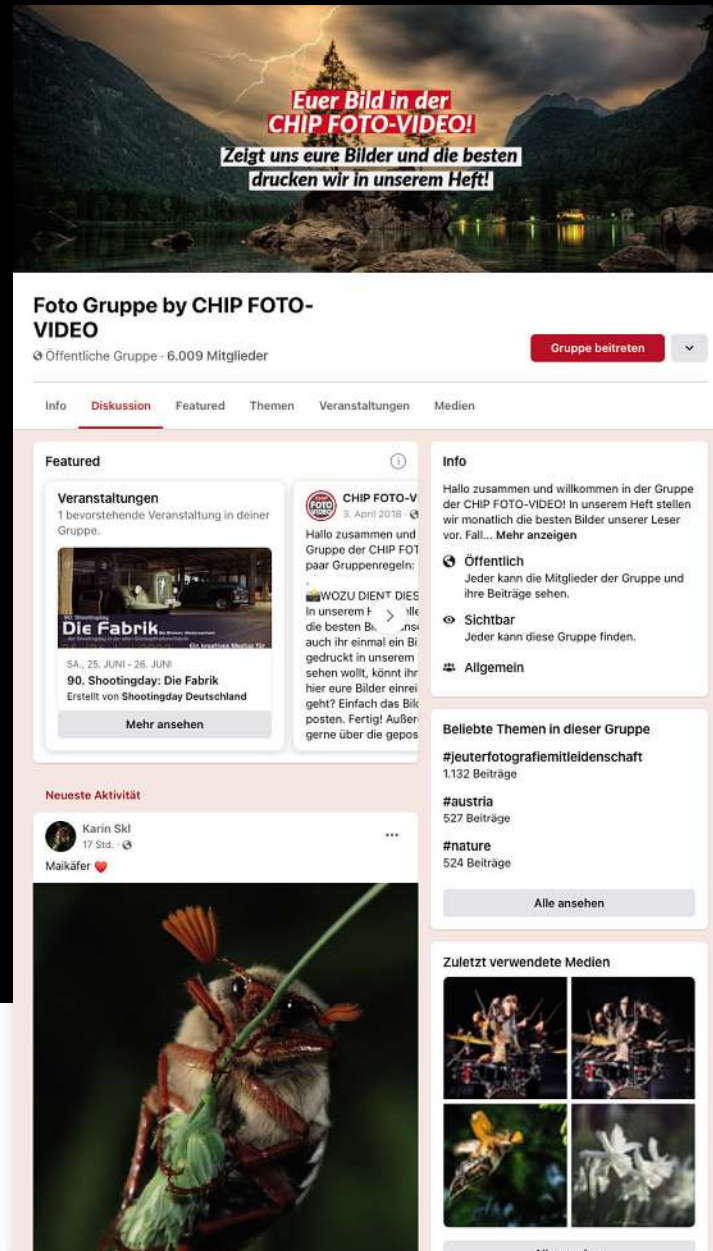 Euer Bild in der
CHIP FOTO-VIDEO!
Zeigt uns eure Bilder und die besten
drucken wir in unserem Heft!
Foto Gruppe by CHIP FOTO-
VIDEO
Öffentliche Gruppe · 6.009 Mitglieder
Gruppe beitreten
Info Diskussion Featured Themen Veranstaltungen Medien
Featured
Veranstaltungen
1 bevorstehende Veranstaltung in deiner
Gruppe.
90. Shootingday
Die Fabrik
SA., 25. JUNI - 26. JUNI
90. Shootingday: Die Fabrik
Erstellt von Shootingday Deutschland
Mehr ansehen
CHIP
FOTO
VIDEO
CHIP FOTO-V
3. April 2018 ·
Hallo zusammen und
Gruppe der CHIP FOT
paar Gruppenregeln:
.
WOZU DIENT DIES
In unserem
die besten
auch ihr einmal ein Bi
gedruckt in unserem
sehen wollt, könnt ihr
hier eure Bilder einrei
geht? Einfach das Bild
posten. Fertig! Außer
gerne über die gepos
Neueste Aktivität
Karin Skl
17 Std. ·
Maikäfer ❤️
Info
Hallo zusammen und willkommen in der Gruppe
der CHIP FOTO-VIDEO! In unserem Heft stellen
wir monatlich die besten Bilder unserer Leser
vor. Fall... Mehr anzeigen
Öffentlich
Jeder kann die Mitglieder der Gruppe und
ihre Beiträge sehen.
Sichtbar
Jeder kann diese Gruppe finden.
Allgemein
Beliebte Themen in dieser Gruppe
#jeuterfotografiemitleidenschaft
1.132 Beiträge
#austria
527 Beiträge
#nature
524 Beiträge
Alle ansehen
Zuletzt verwendete Medien